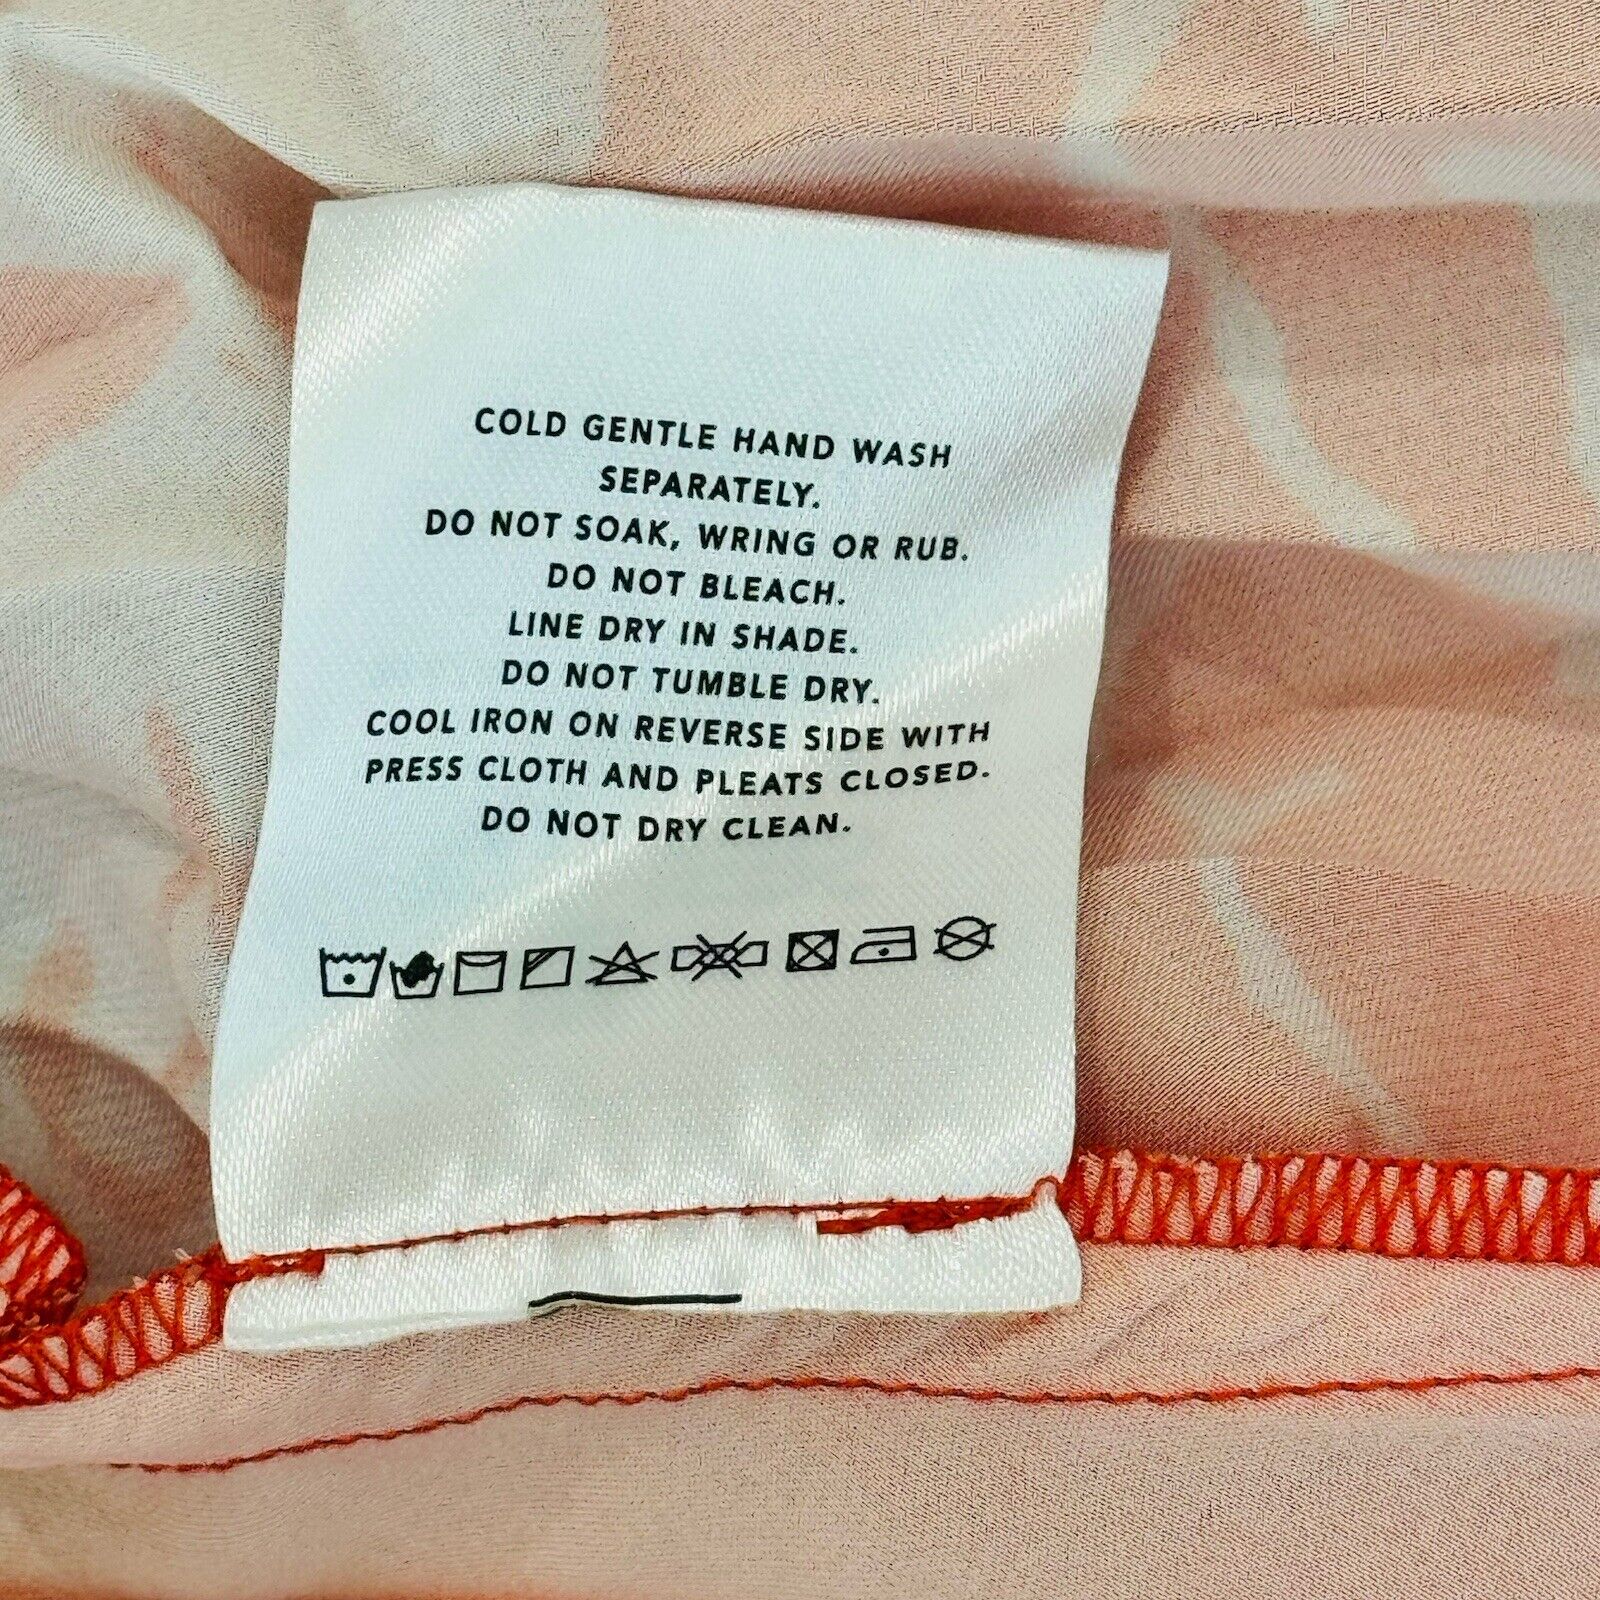 COLD GENTLE HAND WASH
SEPARATELY.
DO NOT SOAK, WRING OR RUB.
DO NOT BLEACH.
LINE DRY IN SHADE.
DO NOT TUMBLE DRY.
COOL IRON ON REVERSE SIDE WITH
PRESS CLOTH AND PLEATS CLOSED.
DO NOT DRY CLEAN.